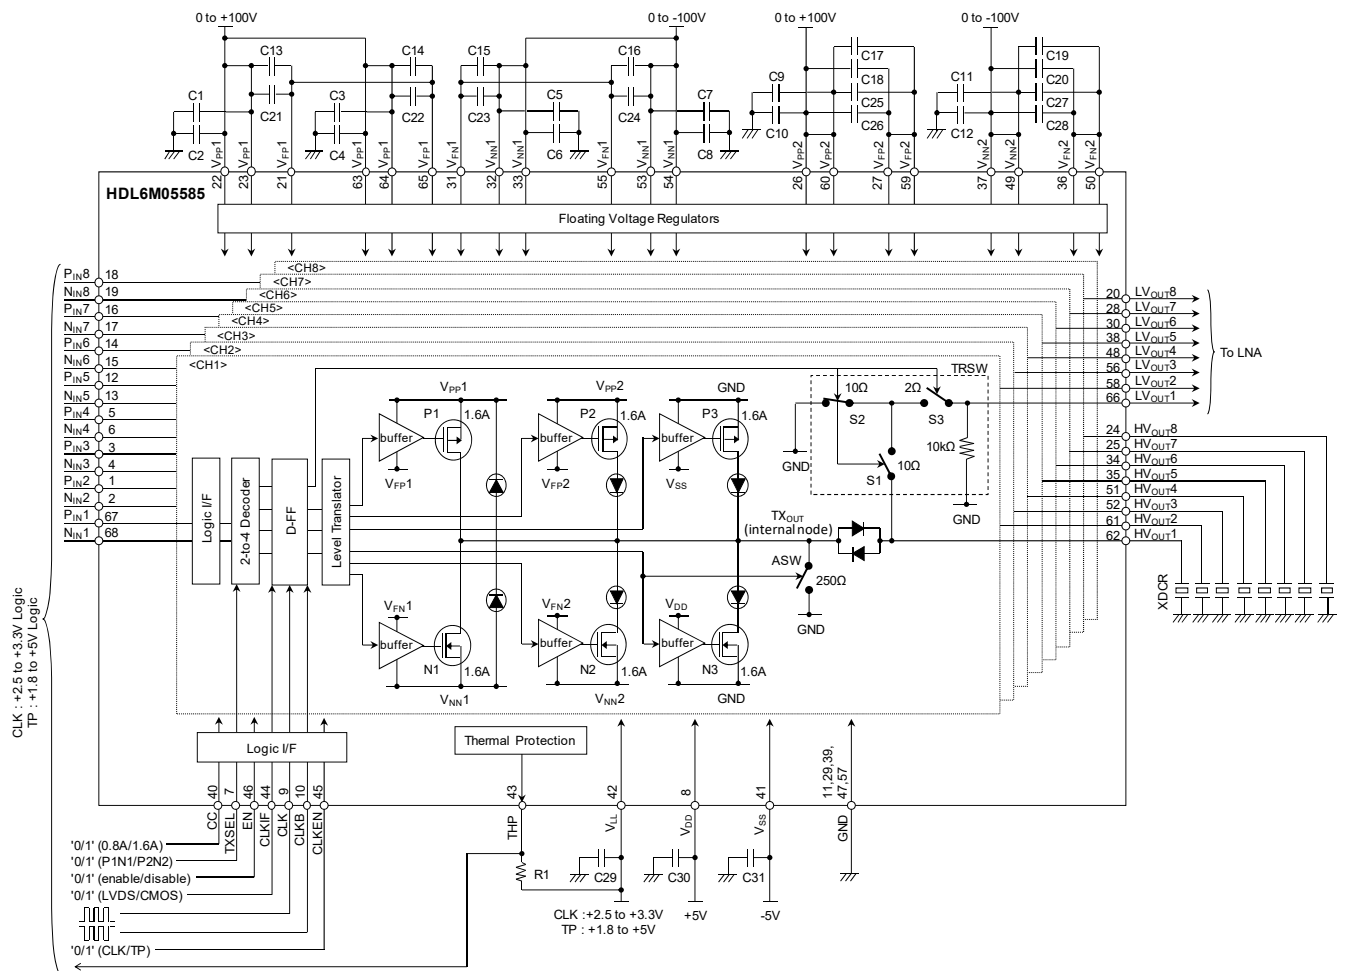 0 to +100V
0 to -100V
0 to +100V
0 to -100V
C13
C14
C15
C16
C17
C19
C1
C21
C3
C22
C23
C5
C24
C7
C9
C18
C11
C20
C25
C27
C2
C4
C6
C8
C10
C26
C12
C28
VPP1
VPP1
VFP1
VPP1
VPP1
VFP1
VFN1
VNN1
VNN1
VFN1
VNN1
VNN1
VPP2
VPP2
VFP2
VFP2
VNN2
VNN2
VFN2
VFN2
22
23
21
63
64
65
31
32
33
55
53
54
26
60
27
59
37
49
36
50
HDL6M05585
Floating Voltage Regulators
PIN8 18
NIN8 19
PIN7 16
NIN7 17
PIN6 14
NIN6 15
PIN5 12
NIN5 13
PIN4 5
NIN4 6
PIN3 3
NIN3 4
PIN2 1
NIN2 2
PIN1 67
NIN1 68
<CH8>
<CH7>
<CH6>
<CH5>
<CH4>
<CH3>
<CH2>
<CH1>
20 LVOUT8
28 LVOUT7
30 LVOUT6
38 LVOUT5
48 LVOUT4
56 LVOUT3
58 LVOUT2
66 LVOUT1
To LNA
24 HVOUT8
25 HVOUT7
34 HVOUT6
35 HVOUT5
51 HVOUT4
52 HVOUT3
61 HVOUT2
62 HVOUT1
XDCR
TRSW
10Ω
S2
2Ω
S3
10kΩ
10Ω
S1
GND
GND
VPP1
P1
1.6A
buffer
VFP1
VPP2
P2
1.6A
buffer
VFP2
GND
P3
1.6A
buffer
VSS
Logic I/F
2-to-4 Decoder
D-FF
Level Translator
TXOUT
(internal node)
ASW
250Ω
GND
VFN1
buffer
N1
1.6A
VNN1
VFN2
buffer
N2
1.6A
VNN2
VDD
buffer
N3
1.6A
GND
CLK : +2.5 to +3.3V Logic
TP : +1.8 to +5V Logic
Logic I/F
Thermal Protection
40
7
46
44
9
10
45
43
42
8
41
11,29,39,
47,57
CC
TXSEL
EN
CLKIF
CLK
CLKB
CLKEN
THP
VLL
VDD
VSS
GND
'0/1' (0.8A/1.6A)
'0/1' (P1N1/P2N2)
'0/1' (enable/disable)
'0/1' (LVDS/CMOS)
'0/1' (CLK/TP)
R1
C29
C30
C31
CLK :+2.5 to +3.3V
TP : +1.8 to +5V
+5V
-5V